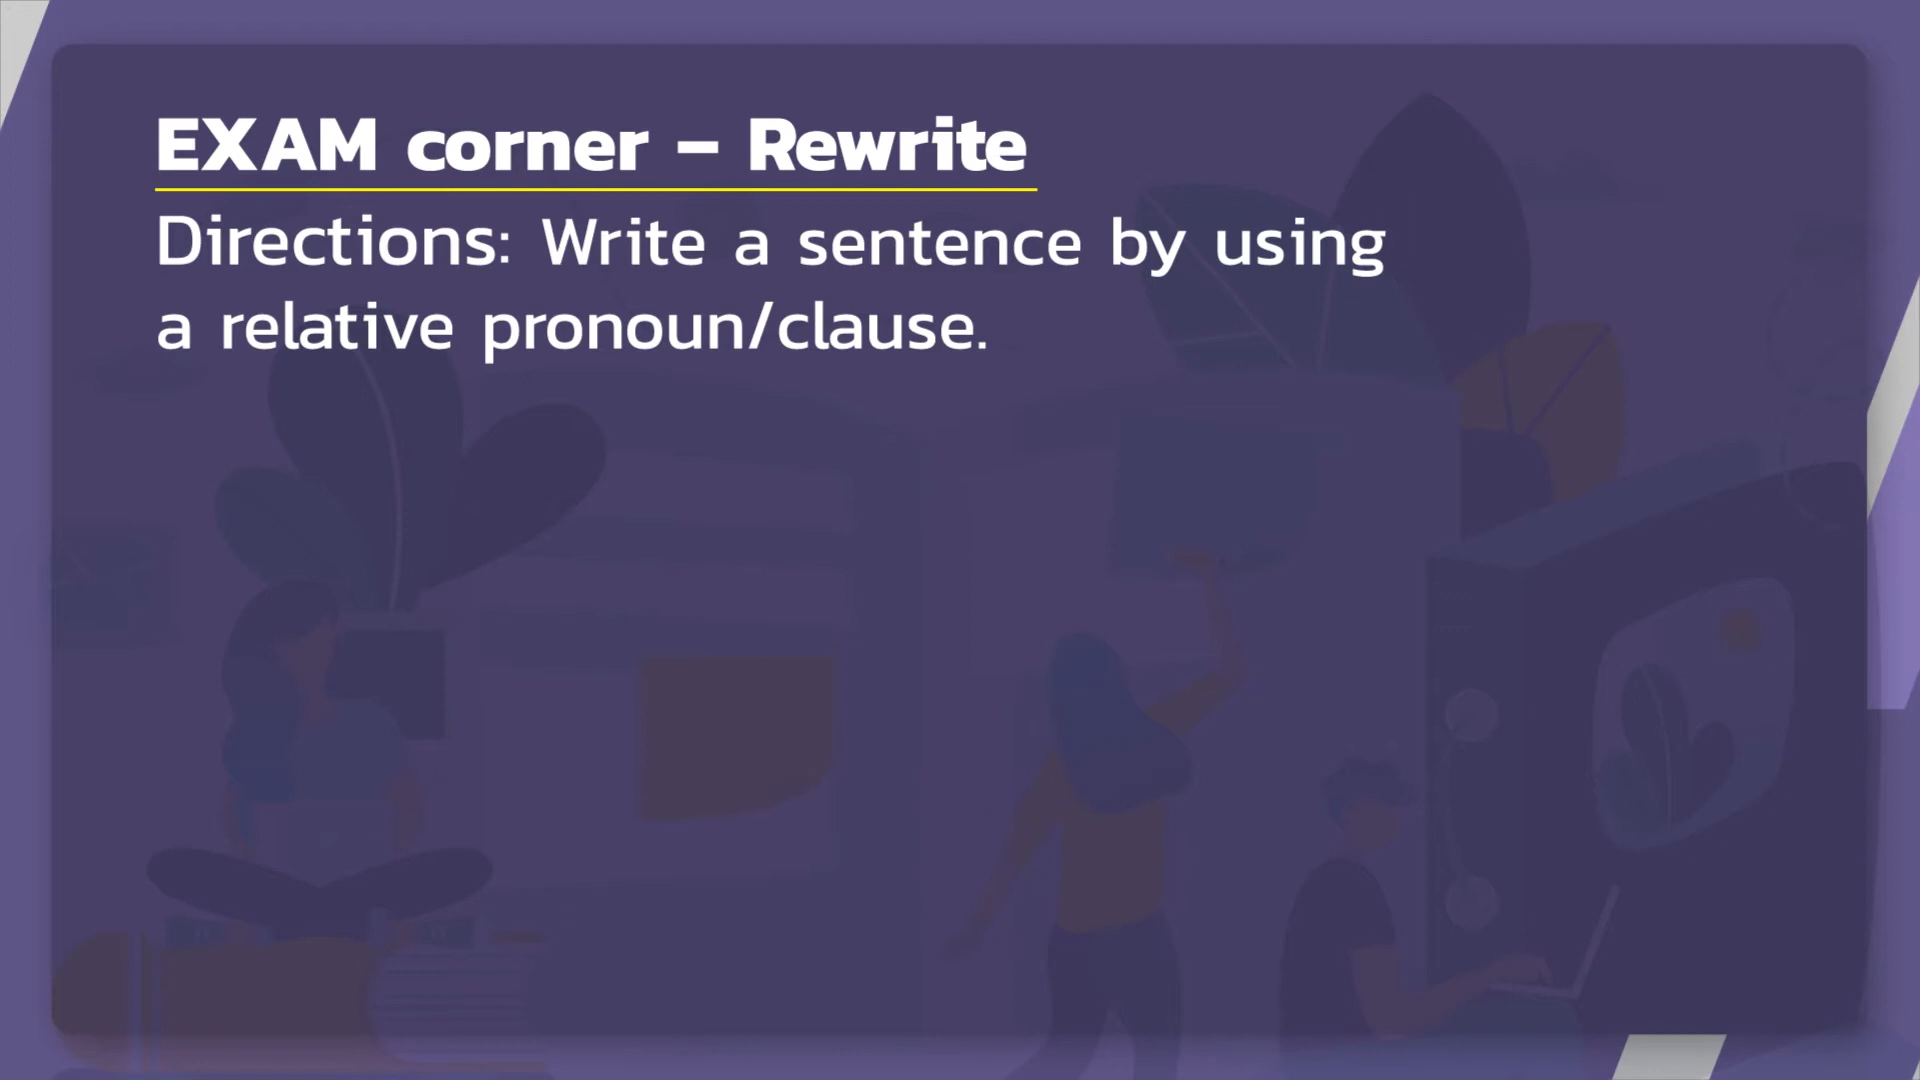 EXAM corner – Rewrite
Directions: Write a sentence by using
a relative pronoun/clause.